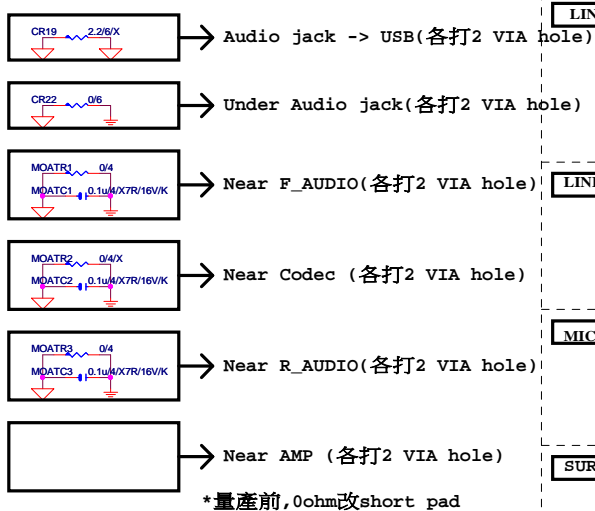 LIN
CR19 2.2/6/X
Audio jack -> USB(各打2 VIA hole)
CR22 0/6
Under Audio jack(各打2 VIA hole)
MOATR1 0/4
MOATC1 0.1u/4/X7R/16V/K
Near F_AUDIO(各打2 VIA hole)
LIN
MOATR2 0/4/X
MOATC2 0.1u/4/X7R/16V/K
Near Codec (各打2 VIA hole)
MIC
MOATR3 0/4
MOATC3 0.1u/4/X7R/16V/K
Near R_AUDIO(各打2 VIA hole)
Near AMP (各打2 VIA hole)
SUR
*量產前,0ohm改short pad